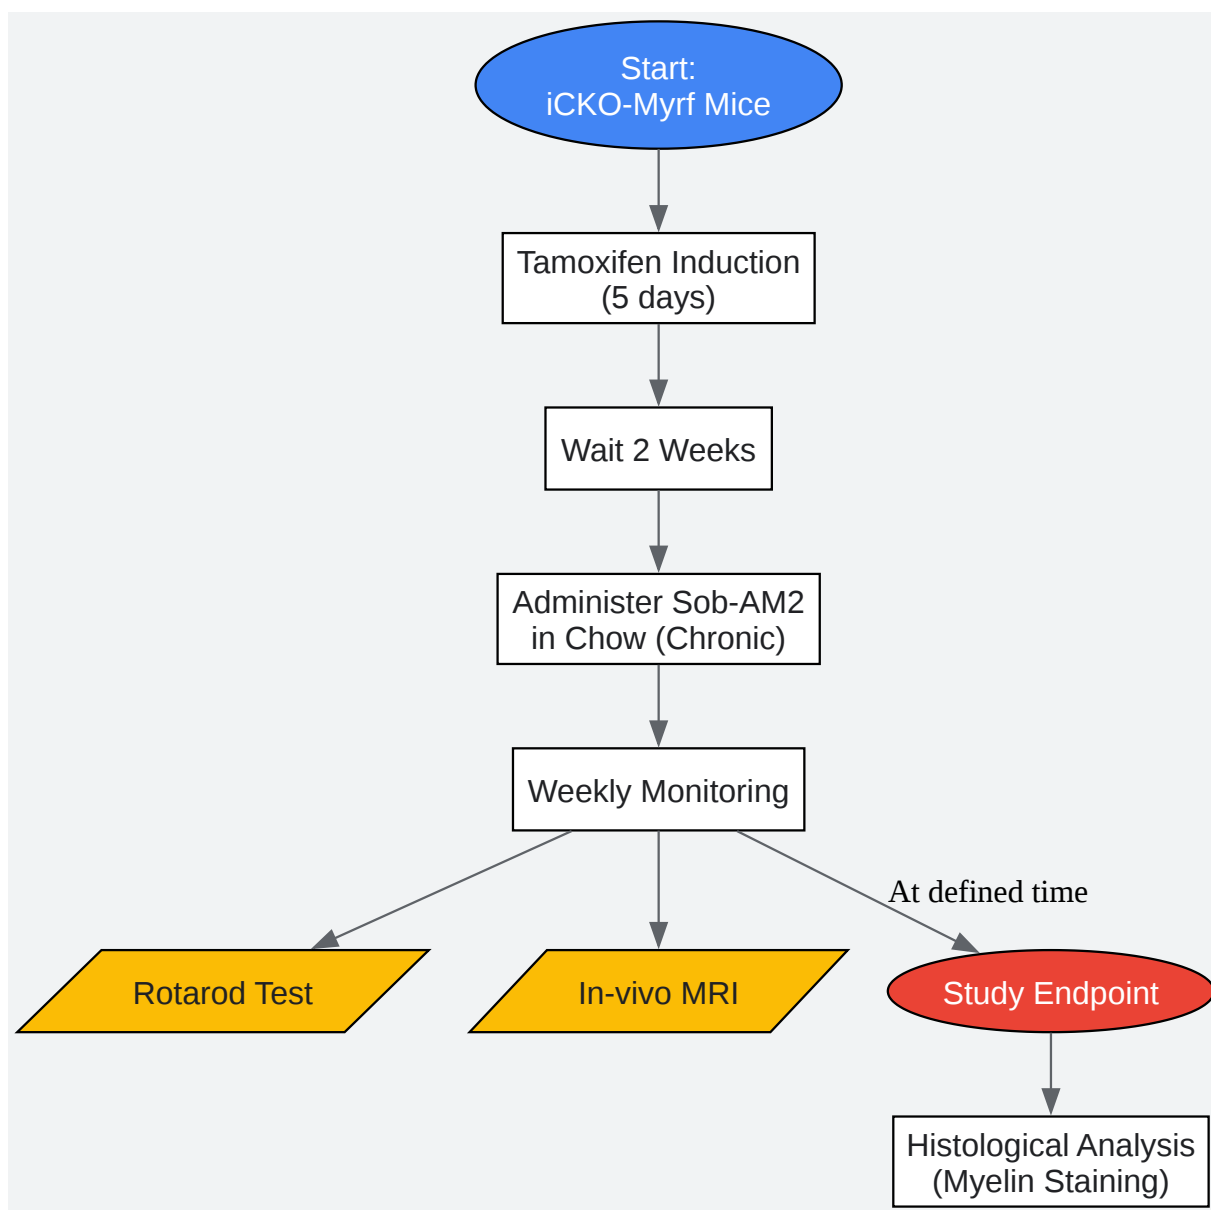 Start:
iCKO-Myrf Mice
Tamoxifen Induction
(5 days)
Wait 2 Weeks
Administer Sob-AM2
in Chow (Chronic)
Weekly Monitoring
At defined time
Rotarod Test
In-vivo MRI
Study Endpoint
Histological Analysis
(Myelin Staining)